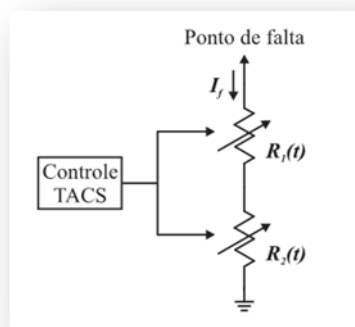 Ponto de falta
I_f
R_1(t)
Controle
TACS
R_2(t)